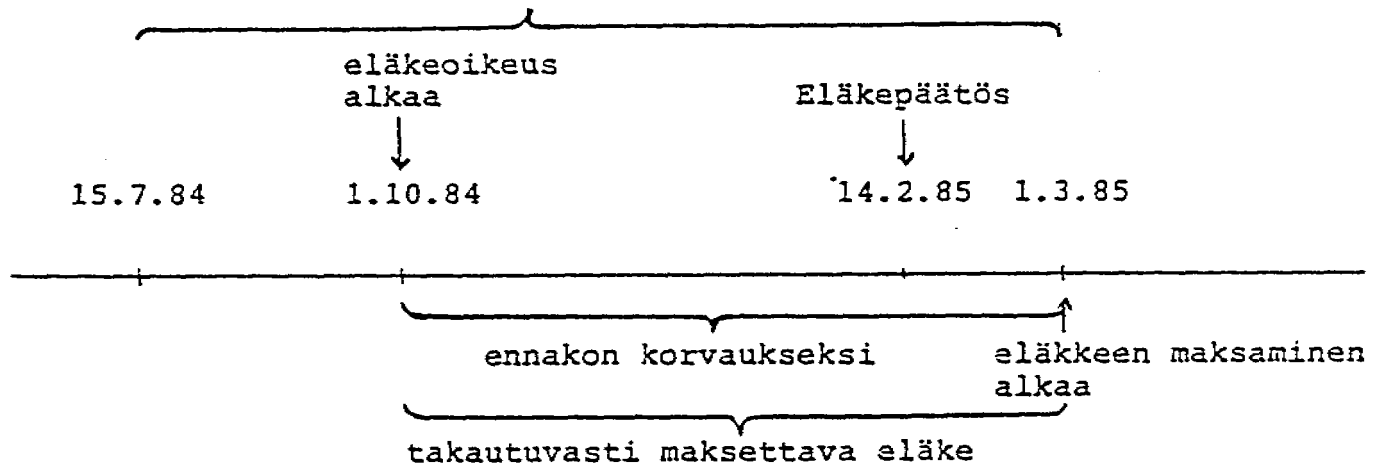 eläkeoikeus
alkaa
Eläkepäätös
15.7.84 1.10.84 14.2.85 1.3.85
ennakon korvaukseksi
eläkkeen maksaminen
alkaa
takautuvasti maksettava eläke